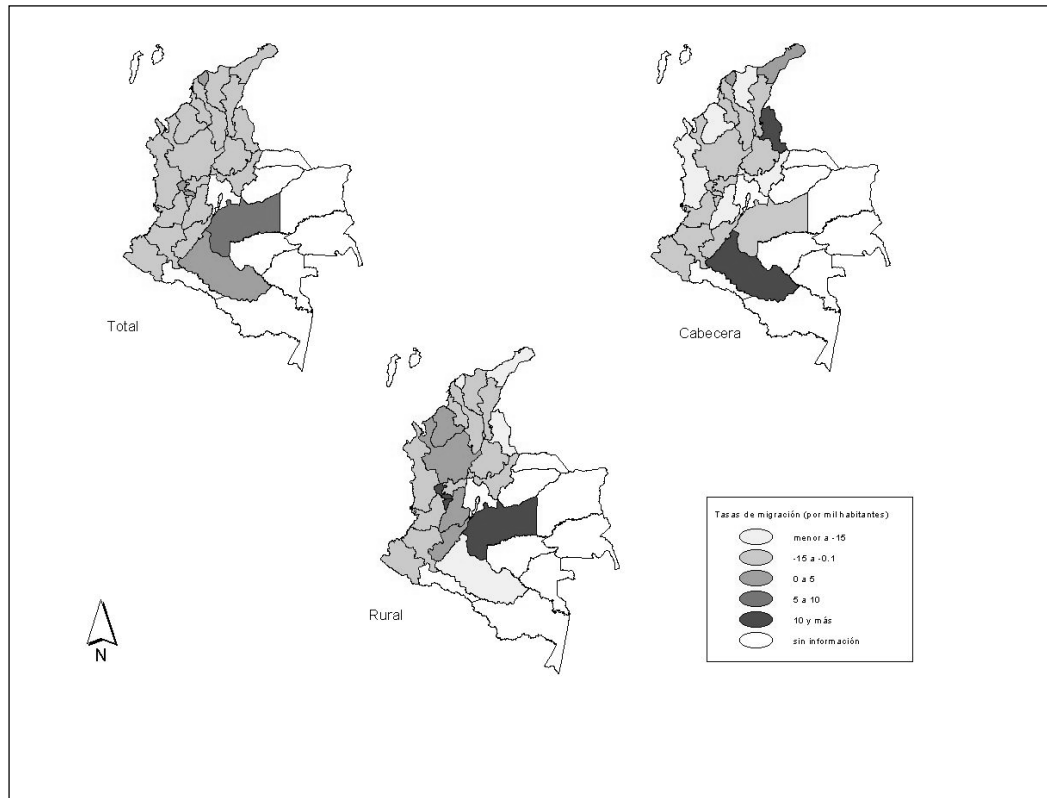 Total
Cabecera
Rural
N
Tasas de migración (por mil habitantes)
menor a -15
-15 a -0.1
0 a 5
5 a 10
10 y más
sin información